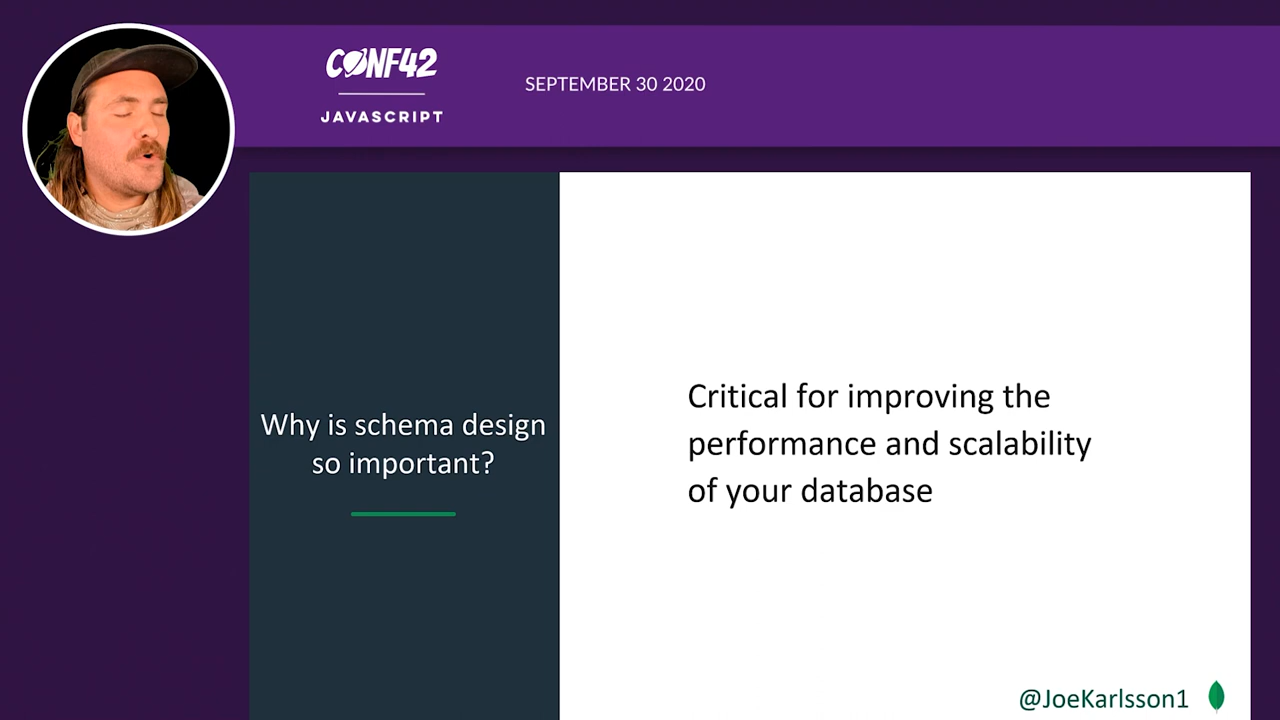 CONF42
JAVASCRIPT
SEPTEMBER 30 2020
Why is schema design
so important?
Critical for improving the
performance and scalability
of your database
@JoeKarlsson1